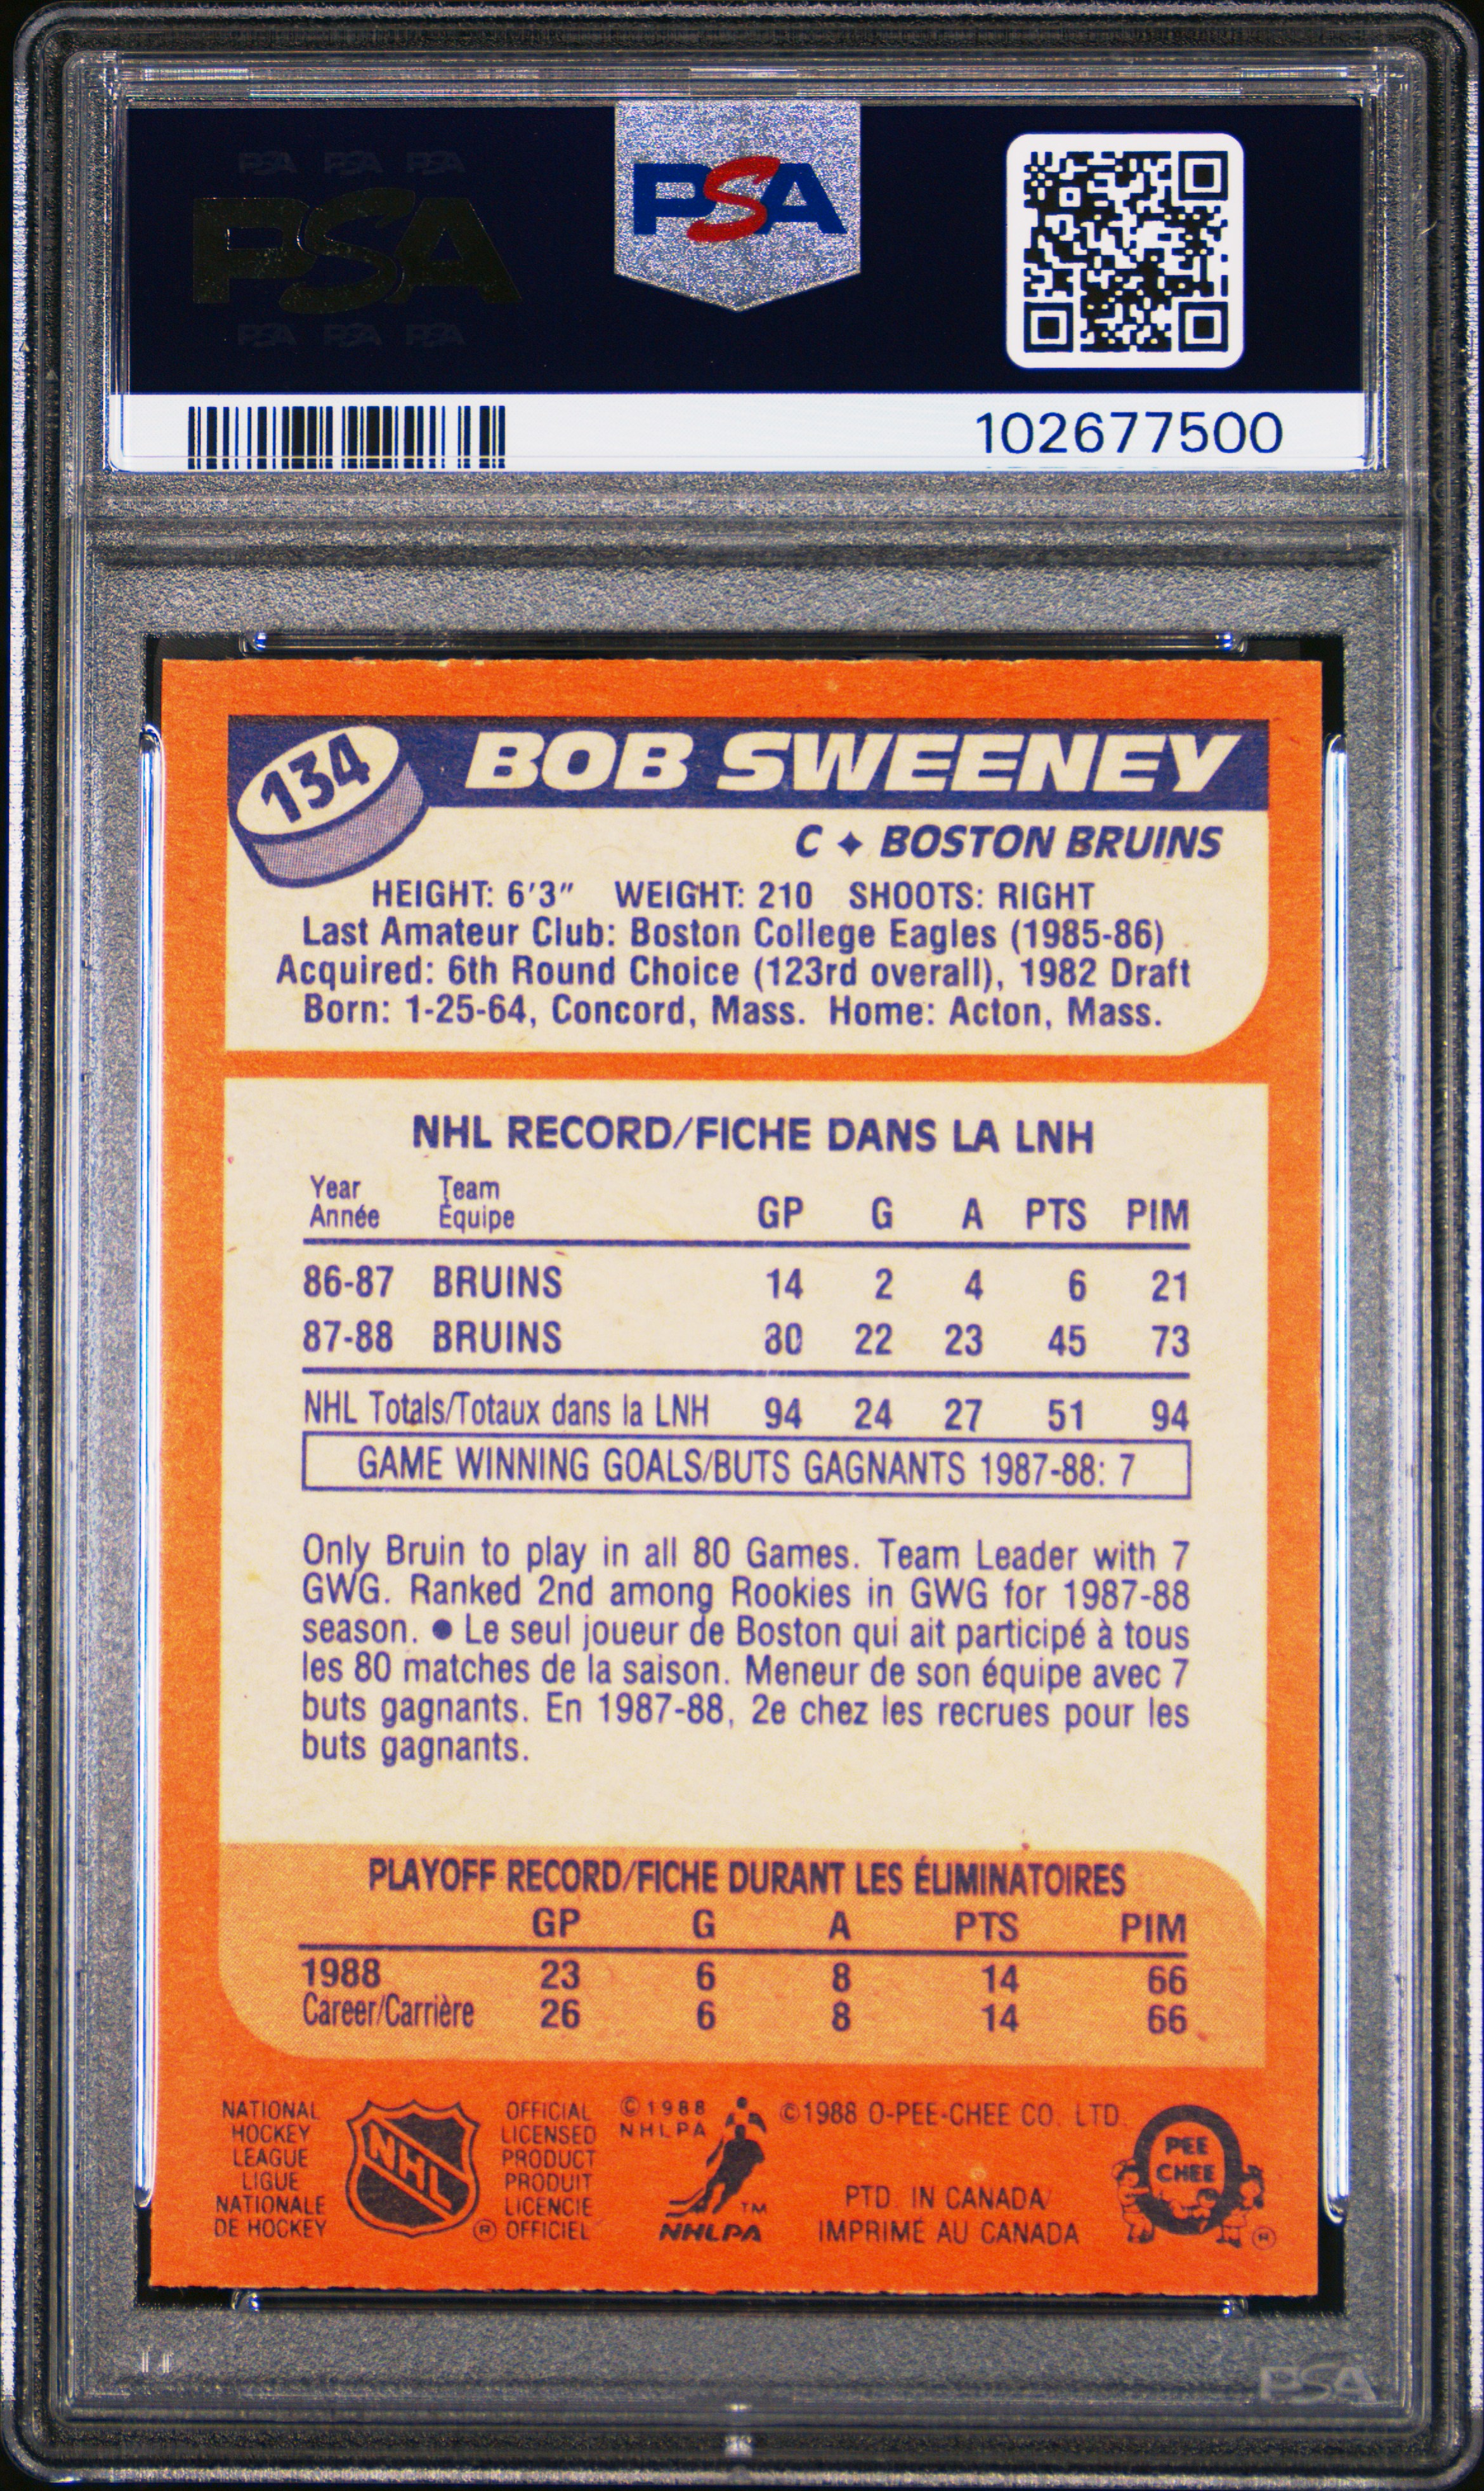 PSA PSA PSA
PSA
PSA PSA PSA
PSA
102677500
134
BOB SWEENEY
C ✦ BOSTON BRUINS
HEIGHT: 6'3" WEIGHT: 210 SHOOTS: RIGHT
Last Amateur Club: Boston College Eagles (1985-86)
Acquired: 6th Round Choice (123rd overall), 1982 Draft
Born: 1-25-64, Concord, Mass. Home: Acton, Mass.
NHL RECORD/FICHE DANS LA LNH
Year Team
Année Équipe GP G A PTS PIM
86-87 BRUINS 14 2 4 6 21
87-88 BRUINS 80 22 23 45 73
NHL Totals/Totaux dans la LNH 94 24 27 51 94
GAME WINNING GOALS/BUTS GAGNANTS 1987-88: 7
Only Bruin to play in all 80 Games. Team Leader with 7
GWG. Ranked 2nd among Rookies in GWG for 1987-88
season. ● Le seul joueur de Boston qui ait participé à tous
les 80 matches de la saison. Meneur de son équipe avec 7
buts gagnants. En 1987-88, 2e chez les recrues pour les
buts gagnants.
PLAYOFF RECORD/FICHE DURANT LES ÉLIMINATOIRES
GP G A PTS PIM
1988 23 6 8 14 66
Career/Carrière 26 6 8 14 66
NATIONAL
HOCKEY
LEAGUE
LIGUE
NATIONALE
DE HOCKEY
NHL
OFFICIAL
LICENSED
PRODUCT
PRODUIT
LICENCIE
® OFFICIEL
©1988
NHLPA
TM
NHLPA
©1988 O-PEE-CHEE CO. LTD.
PTD. IN CANADA/
IMPRIMÉ AU CANADA
PEE
CHEE
®
PSA